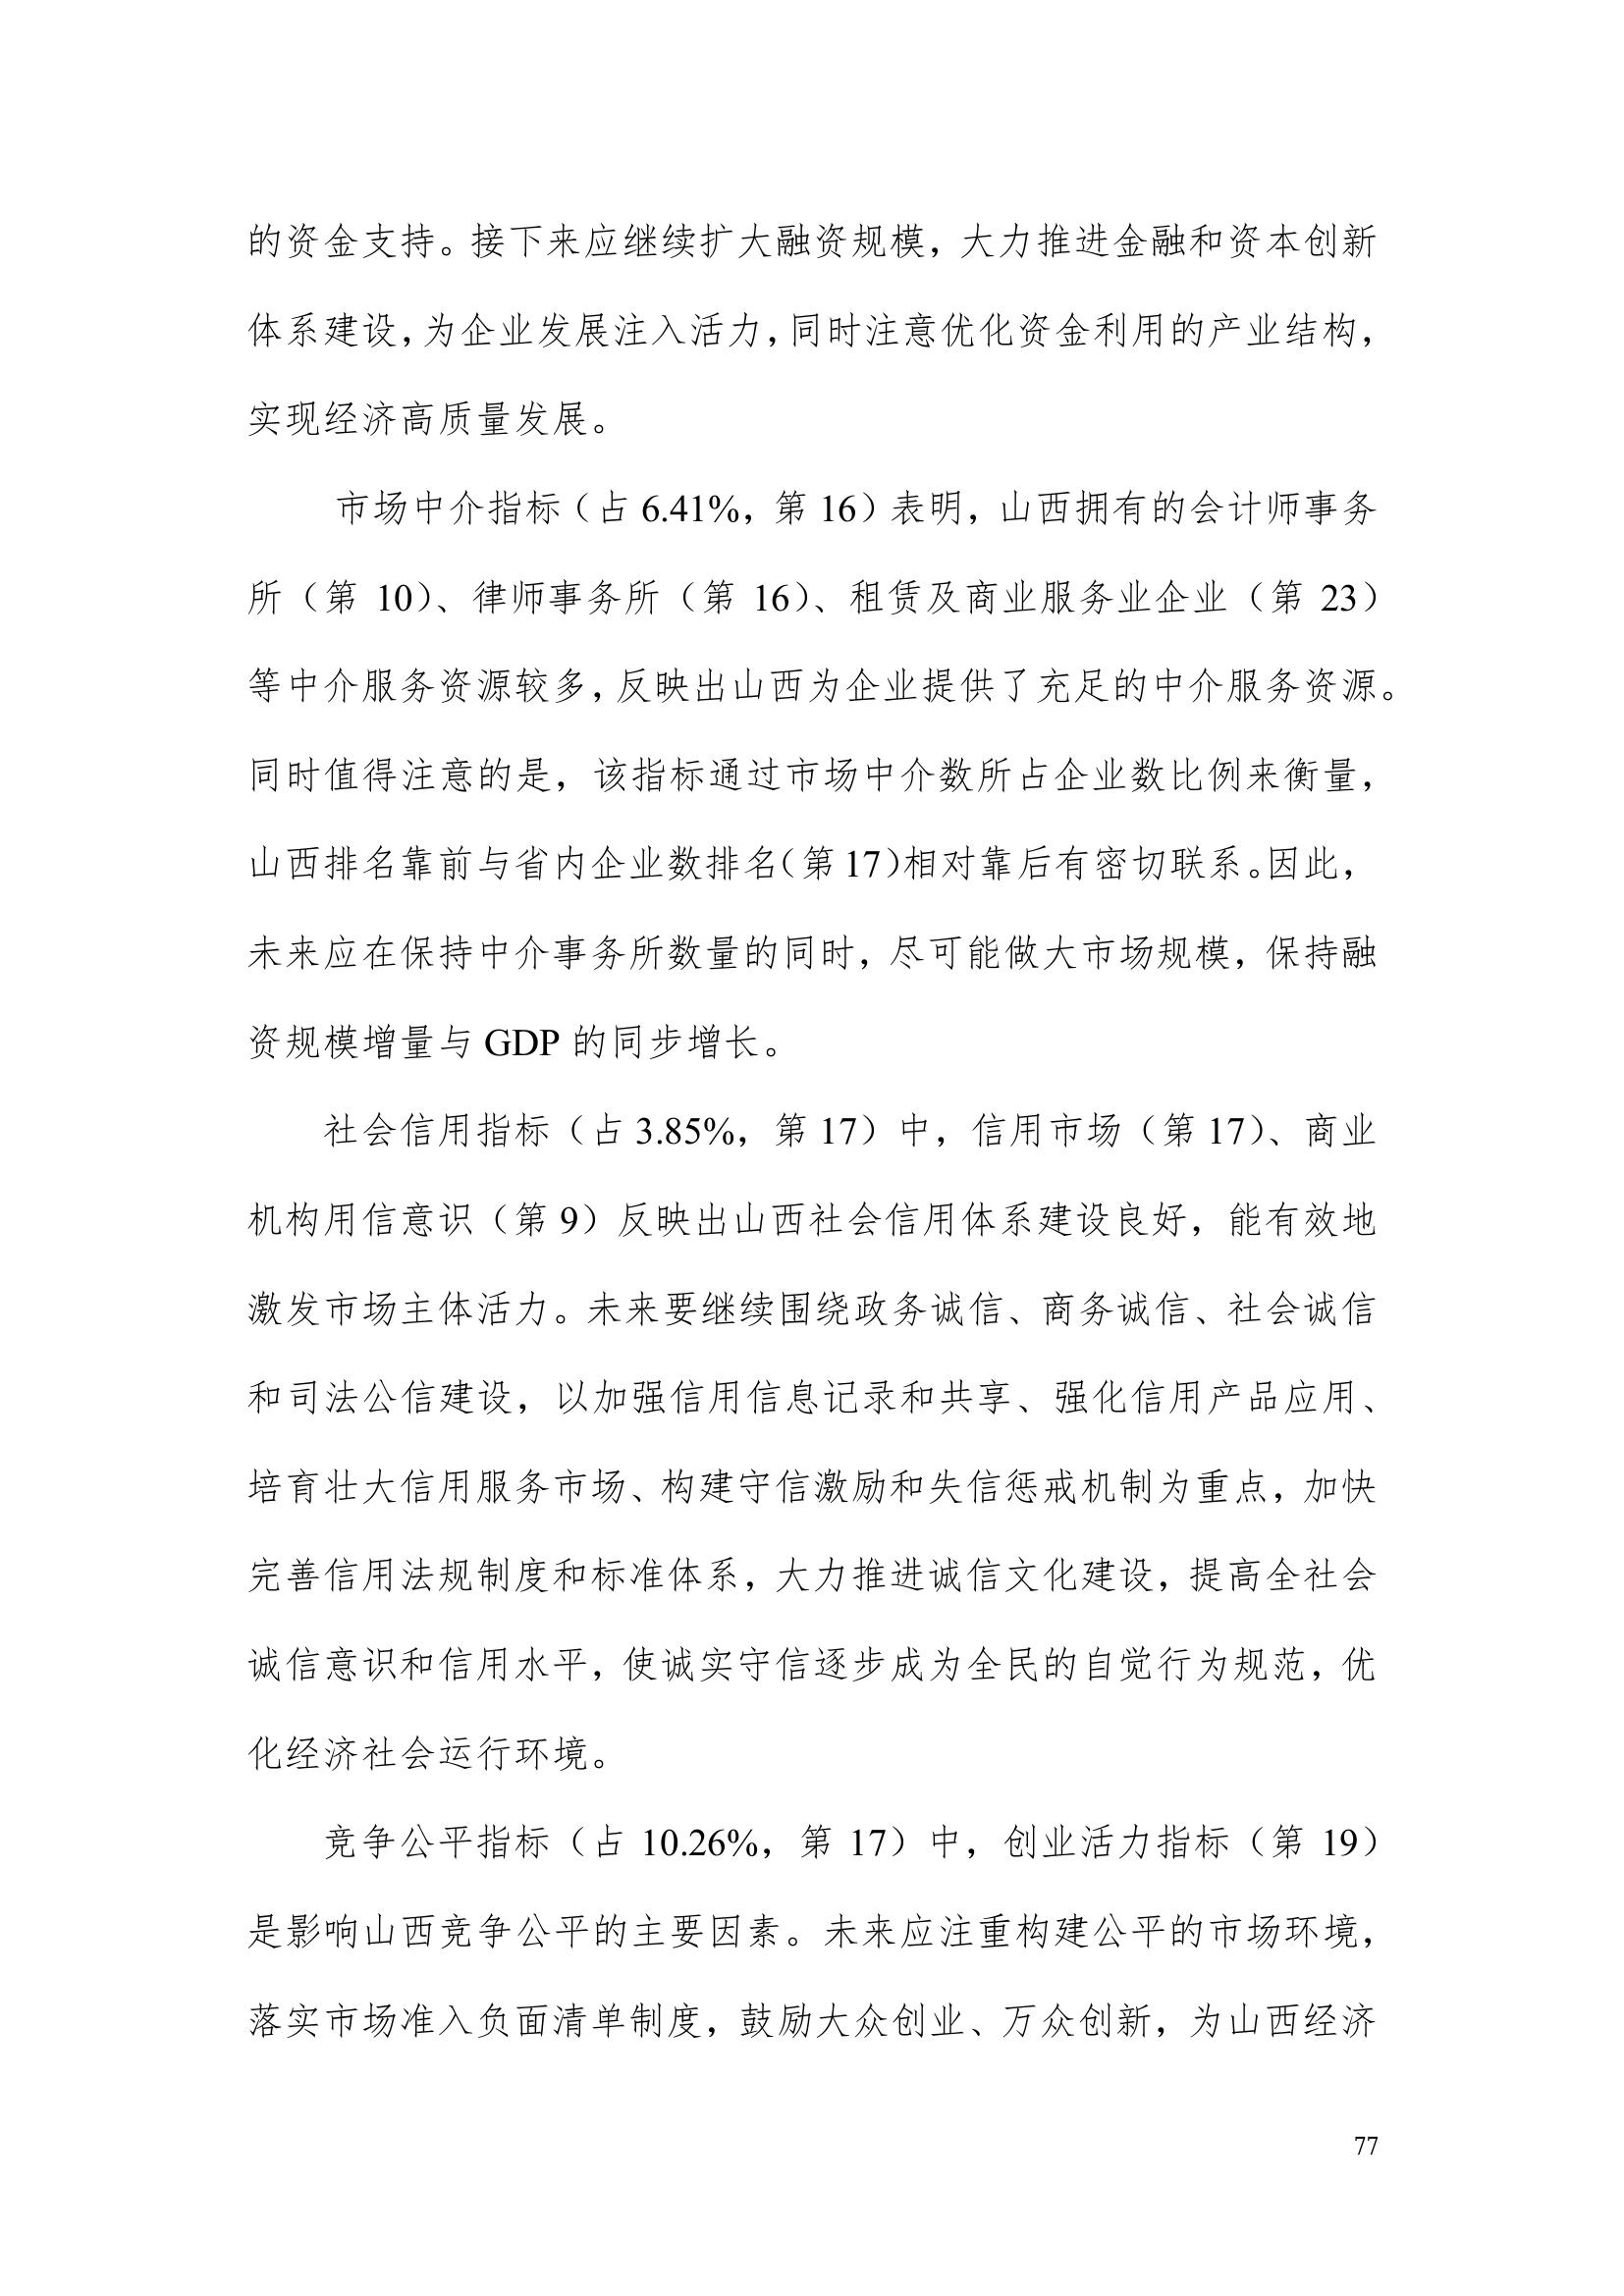 的资金支持。接下来应继续扩大融资规模，大力推进金融和资本创新
体系建设，为企业发展注入活力，同时注意优化资金利用的产业结构，
实现经济高质量发展。
市场中介指标（占 6.41%，第 16）表明，山西拥有的会计师事务
所（第 10）、律师事务所（第 16）、租赁及商业服务业企业（第 23）
等中介服务资源较多，反映出山西为企业提供了充足的中介服务资源。
同时值得注意的是，该指标通过市场中介数所占企业数比例来衡量，
山西排名靠前与省内企业数排名（第 17）相对靠后有密切联系。因此，
未来应在保持中介事务所数量的同时，尽可能做大市场规模，保持融
资规模增量与 GDP 的同步增长。
社会信用指标（占 3.85%，第 17）中，信用市场（第 17）、商业
机构用信意识（第 9）反映出山西社会信用体系建设良好，能有效地
激发市场主体活力。未来要继续围绕政务诚信、商务诚信、社会诚信
和司法公信建设，以加强信用信息记录和共享、强化信用产品应用、
培育壮大信用服务市场、构建守信激励和失信惩戒机制为重点，加快
完善信用法规制度和标准体系，大力推进诚信文化建设，提高全社会
诚信意识和信用水平，使诚实守信逐步成为全民的自觉行为规范，优
化经济社会运行环境。
竞争公平指标（占 10.26%，第 17）中，创业活力指标（第 19）
是影响山西竞争公平的主要因素。未来应注重构建公平的市场环境，
落实市场准入负面清单制度，鼓励大众创业、万众创新，为山西经济
77